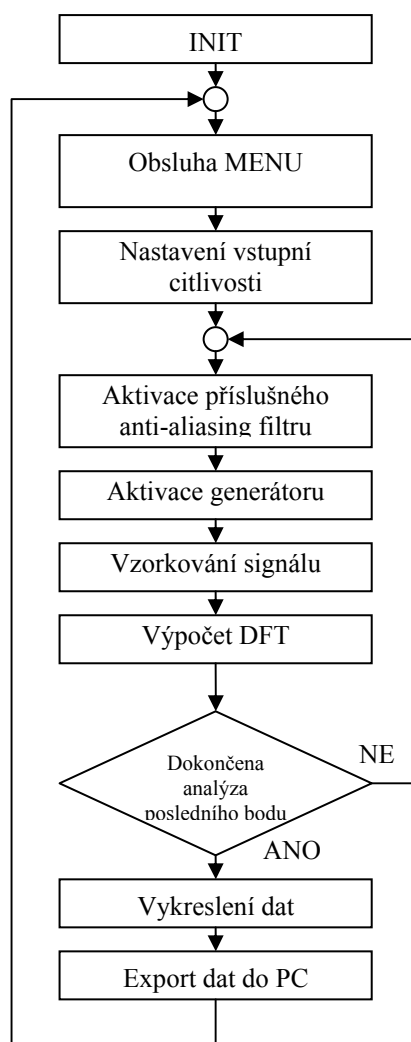 INIT
Obsluha MENU
Nastavení vstupní
citlivosti
Aktivace příslušného
anti-aliasing filtru
Aktivace generátoru
Vzorkování signálu
Výpočet DFT
Dokončena
analýza
posledního bodu
NE
ANO
Vykreslení dat
Export dat do PC